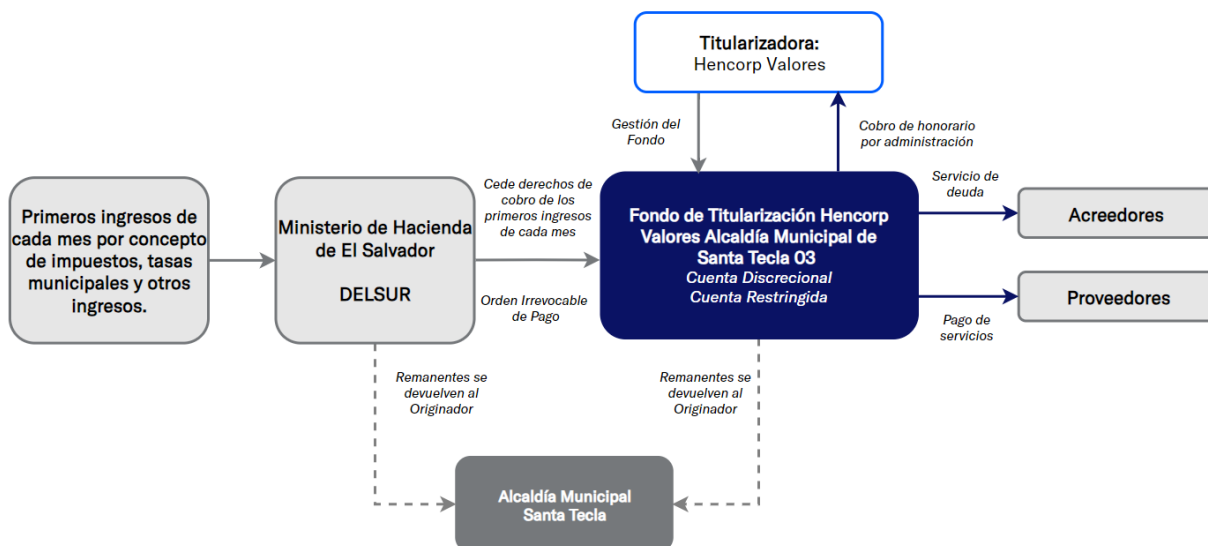 Titularizadora:
Hencorp Valores
Gestión del
Fondo
Cobro de honorario
por administración
Primeros ingresos de
cada mes por concepto
de impuestos, tasas
municipales y otros
ingresos.
Ministerio de Hacienda
de El Salvador
DELSUR
Cede derechos de
cobro de los
primeros ingresos
de cada mes
Orden Irrevocable
de Pago
Fondo de Titularización Hencorp
Valores Alcaldía Municipal de
Santa Tecla 03
Cuenta Discrecional
Cuenta Restringida
Servicio de
deuda
Acreedores
Proveedores
Pago de
servicios
Remanentes se
devuelven al
Originador
Remanentes se
devuelven al
Originador
Alcaldía Municipal
Santa Tecla